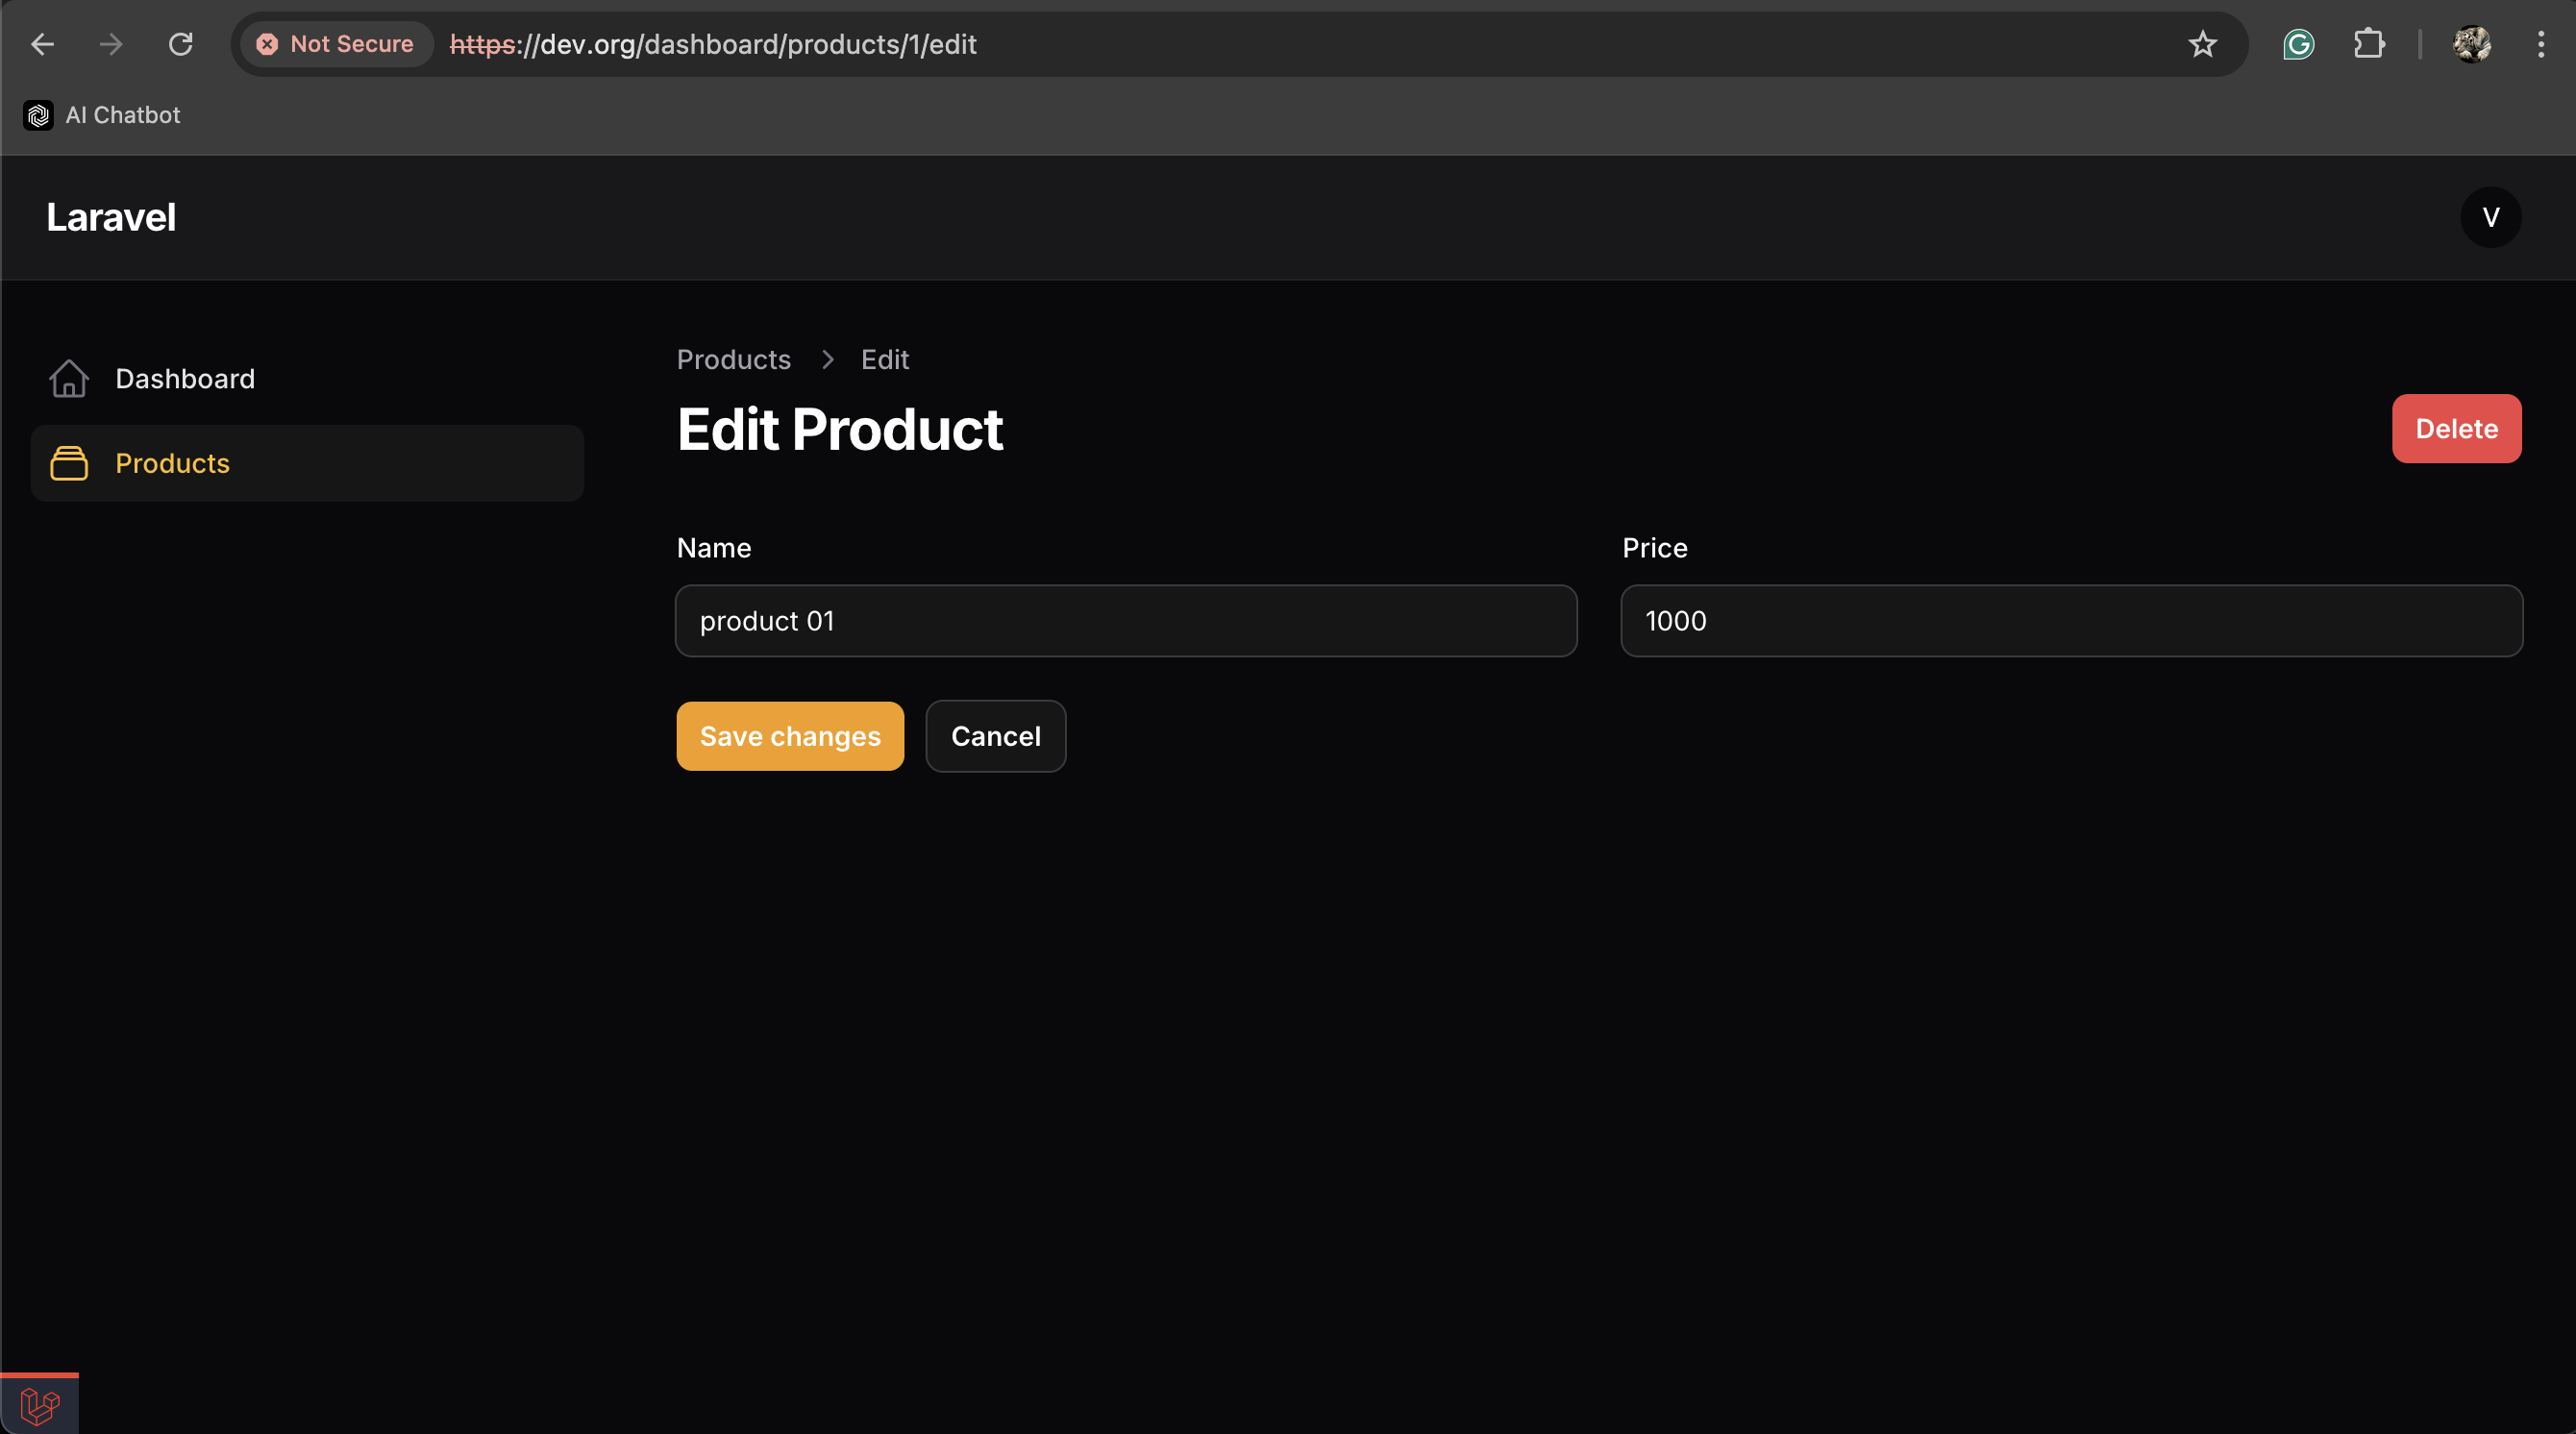 Not Secure https://dev.org/dashboard/products/1/edit
AI Chatbot
Laravel
V
Dashboard
Products
Products > Edit
Edit Product
Delete
Name
Price
product 01
1000
Save changes
Cancel